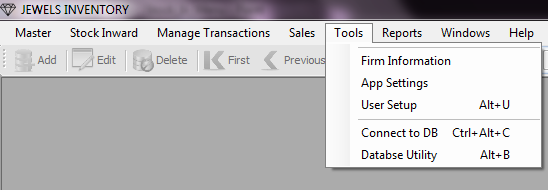 JEWELS INVENTORY
Master Stock Inward Manage Transactions Sales Tools Reports Windows Help
Add Edit Delete First Previous
Firm Information
App Settings
User Setup Alt+U
Connect to DB Ctrl+Alt+C
Databse Utility Alt+B